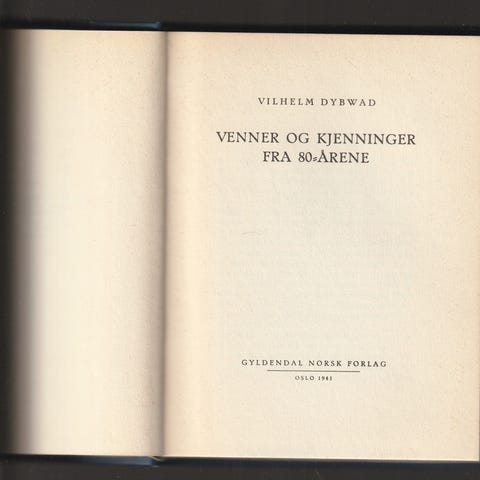 VILHELM DYBWAD
VENNER OG KJENNINGER
FRA 80=ÅRENE
GYLDENDAL NORSK FORLAG
OSLO 1941